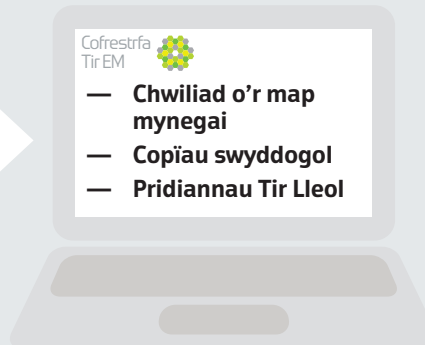 Cofrestrfa
Tir EM
— Chwiliad o’r map
mynegai
— Copïau swyddogol
— Pridiannau Tir Lleol